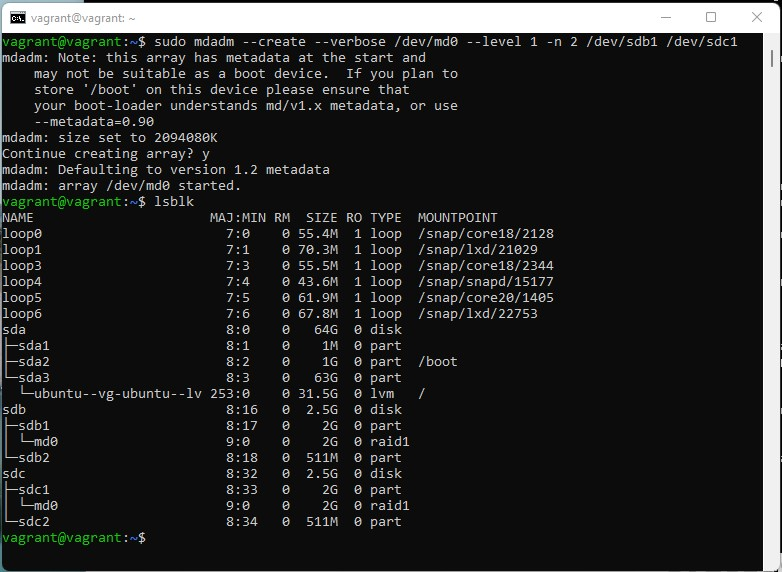 vagrant@vagrant: ~
vagrant@vagrant:~$ sudo mdadm --create --verbose /dev/md0 --level 1 -n 2 /dev/sdb1 /dev/sdc1
mdadm: Note: this array has metadata at the start and
    may not be suitable as a boot device.  If you plan to
    store '/boot' on this device please ensure that
    your boot-loader understands md/v1.x metadata, or use
    --metadata=0.90
mdadm: size set to 2094080K
Continue creating array? y
mdadm: Defaulting to version 1.2 metadata
mdadm: array /dev/md0 started.
vagrant@vagrant:~$ lsblk
NAME                      MAJ:MIN RM  SIZE RO TYPE  MOUNTPOINT
loop0                       7:0    0 55.4M  1 loop  /snap/core18/2128
loop1                       7:1    0 70.3M  1 loop  /snap/lxd/21029
loop3                       7:3    0 55.5M  1 loop  /snap/core18/2344
loop4                       7:4    0 43.6M  1 loop  /snap/snapd/15177
loop5                       7:5    0 61.9M  1 loop  /snap/core20/1405
loop6                       7:6    0 67.8M  1 loop  /snap/lxd/22753
sda                         8:0    0   64G  0 disk
├─sda1                      8:1    0    1M  0 part
├─sda2                      8:2    0    1G  0 part  /boot
└─sda3                      8:3    0   63G  0 part
  └─ubuntu--vg-ubuntu--lv 253:0    0 31.5G  0 lvm   /
sdb                         8:16   0  2.5G  0 disk
├─sdb1                      8:17   0    2G  0 part
│ └─md0                     9:0    0    2G  0 raid1
└─sdb2                      8:18   0  511M  0 part
sdc                         8:32   0  2.5G  0 disk
├─sdc1                      8:33   0    2G  0 part
│ └─md0                     9:0    0    2G  0 raid1
└─sdc2                      8:34   0  511M  0 part
vagrant@vagrant:~$